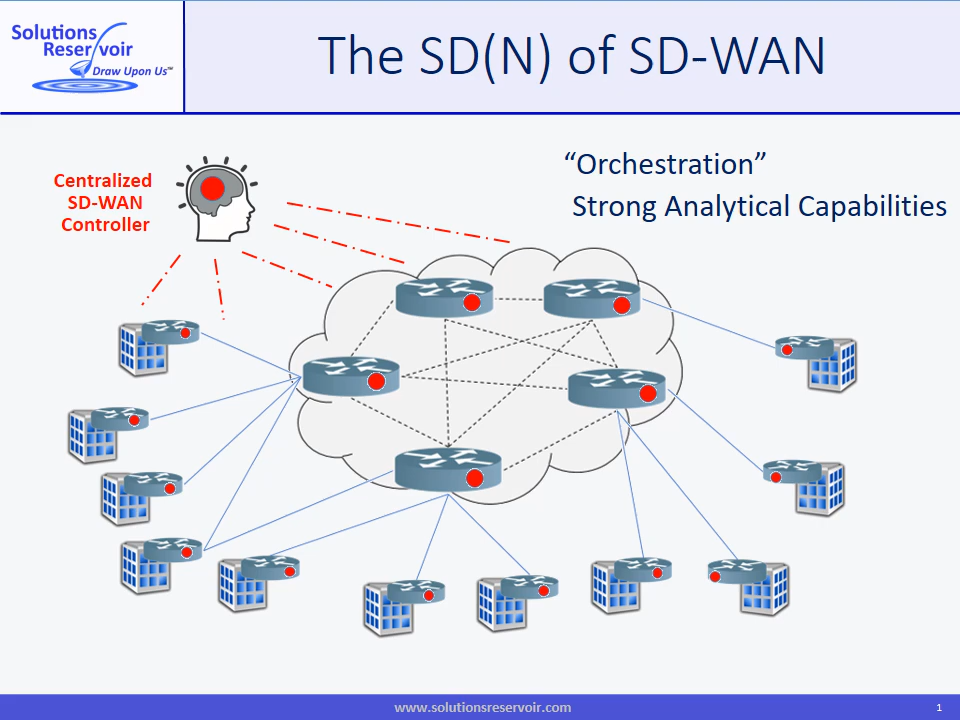 Solutions
Reservoir
Draw Upon Us™
The SD(N) of SD-WAN
Centralized
SD-WAN
Controller
“Orchestration”
Strong Analytical Capabilities
www.solutionsreservoir.com
1